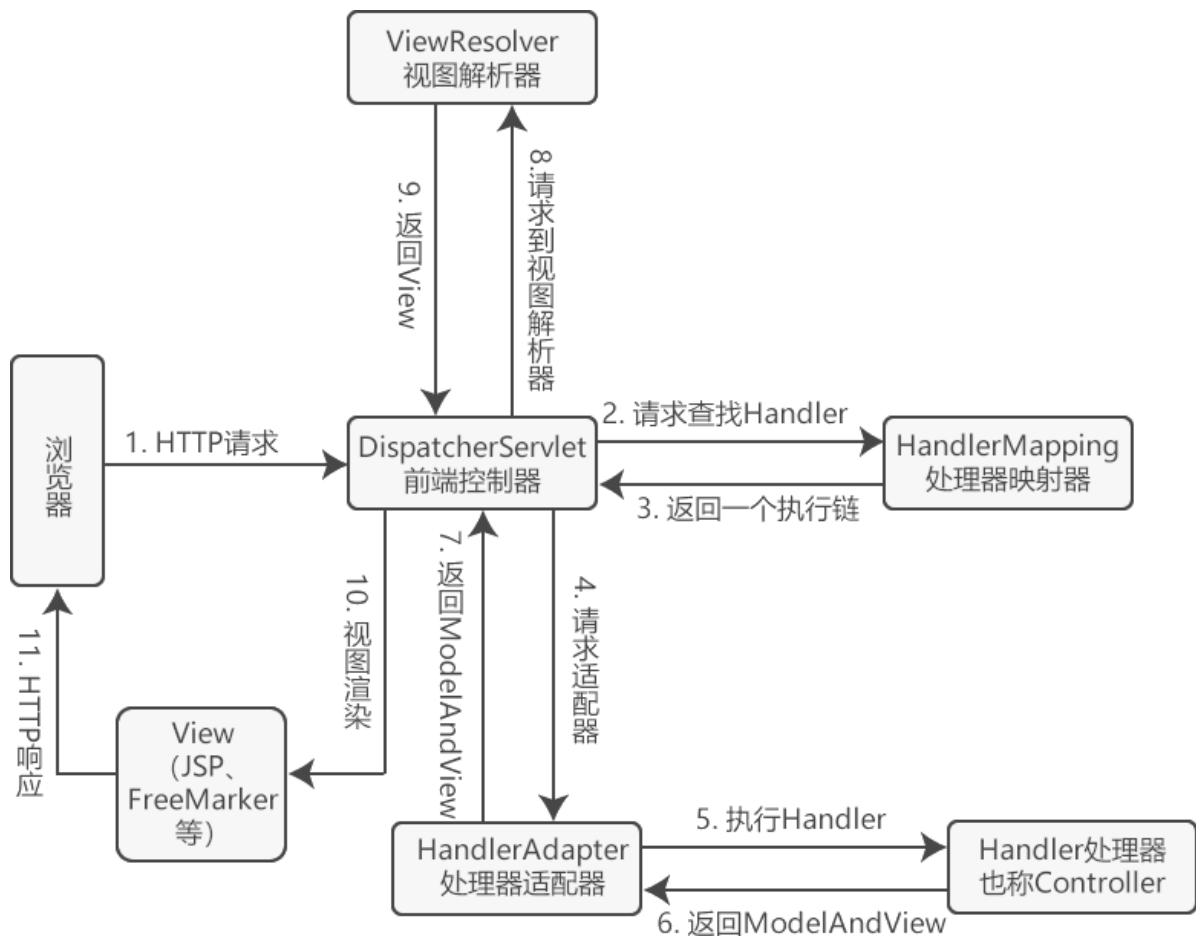 ViewResolver
视图解析器
9. 返回View
8.请求到视图解析器
浏览器
1. HTTP请求
DispatcherServlet
前端控制器
2. 请求查找Handler
HandlerMapping
处理器映射器
3. 返回一个执行链
11. HTTP响应
10. 视图渲染
7. 返回ModelAndView
4. 请求适配器
View
（JSP、
FreeMarker
等）
HandlerAdapter
处理器适配器
5. 执行Handler
Handler处理器
也称Controller
6. 返回ModelAndView